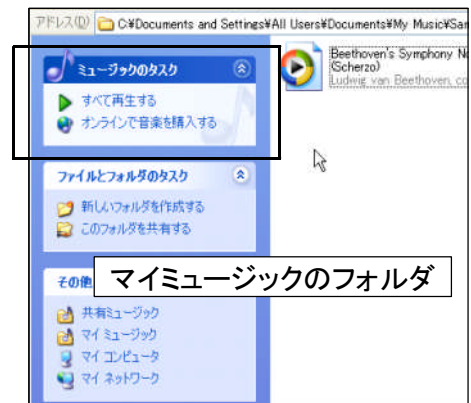 アドレス(D) C:¥Documents and Settings¥All Users¥Documents¥My Music¥Sar
ミュージックのタスク
すべて再生する
オンラインで音楽を購入する
Beethoven's Symphony No
(Scherzo)
Ludwig van Beethoven, co
ファイルとフォルダのタスク
新しいフォルダを作成する
このフォルダを共有する
その他
マイミュージックのフォルダ
共有ミュージック
マイ ミュージック
マイ コンピュータ
マイ ネットワーク